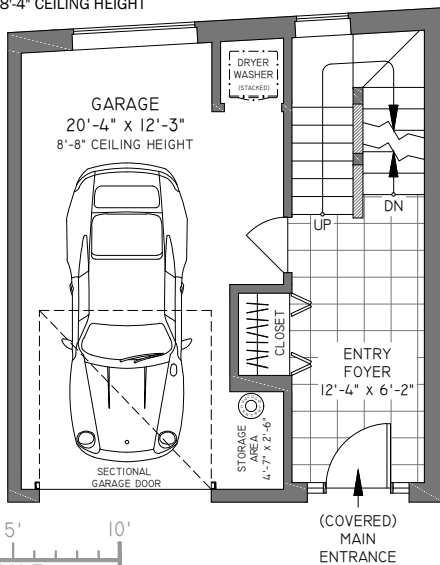 8'-4" CEILING HEIGHT
DRYER
WASHER
(STACKED)
GARAGE
20'-4" x 12'-3"
8'-8" CEILING HEIGHT
UP
DN
CLOSET
ENTRY
FOYER
12'-4" x 6'-2"
STORAGE
AREA
4'-7" x 2'-6"
SECTIONAL
GARAGE DOOR
5'
10'
(COVERED)
MAIN
ENTRANCE